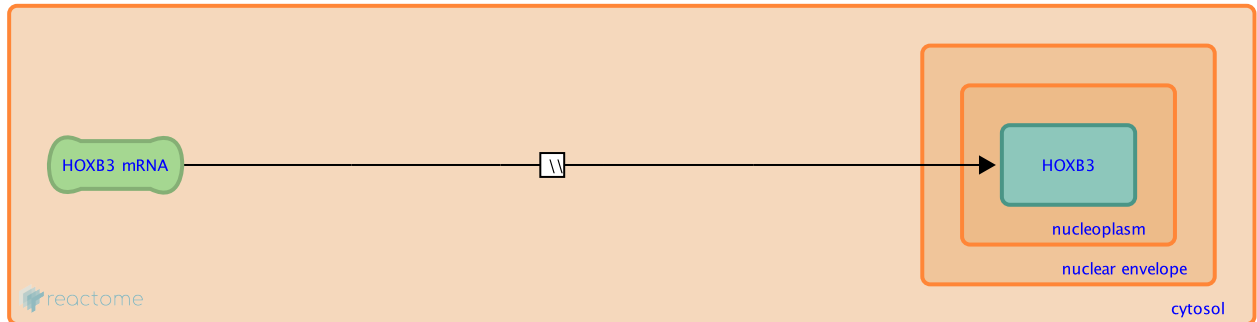 HOXB3 mRNA
\\
HOXB3
nucleoplasm
nuclear envelope
reactome
cytosol